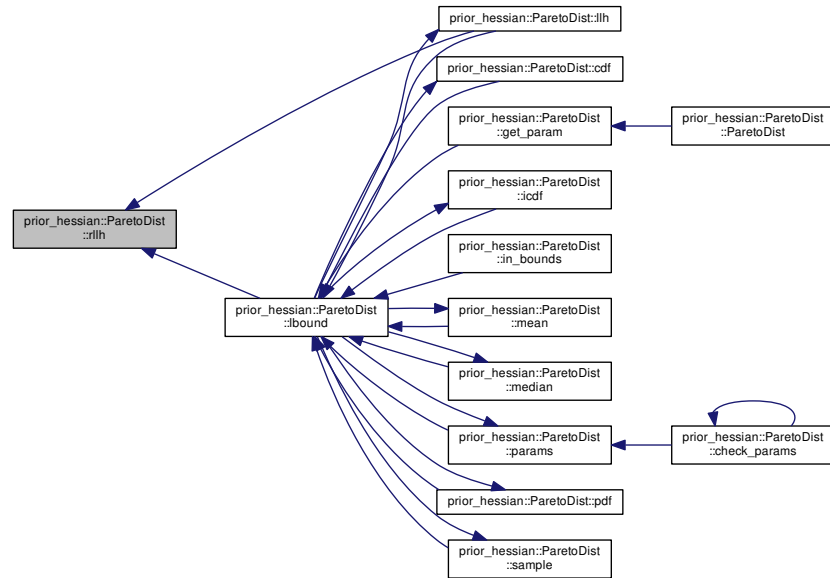 prior_hessian::ParetoDist::llh
prior_hessian::ParetoDist::cdf
prior_hessian::ParetoDist
::get_param
prior_hessian::ParetoDist
::ParetoDist
prior_hessian::ParetoDist
::icdf
prior_hessian::ParetoDist
::rllh
prior_hessian::ParetoDist
::in_bounds
prior_hessian::ParetoDist
::lbound
prior_hessian::ParetoDist
::mean
prior_hessian::ParetoDist
::median
prior_hessian::ParetoDist
::params
prior_hessian::ParetoDist
::check_params
prior_hessian::ParetoDist::pdf
prior_hessian::ParetoDist
::sample